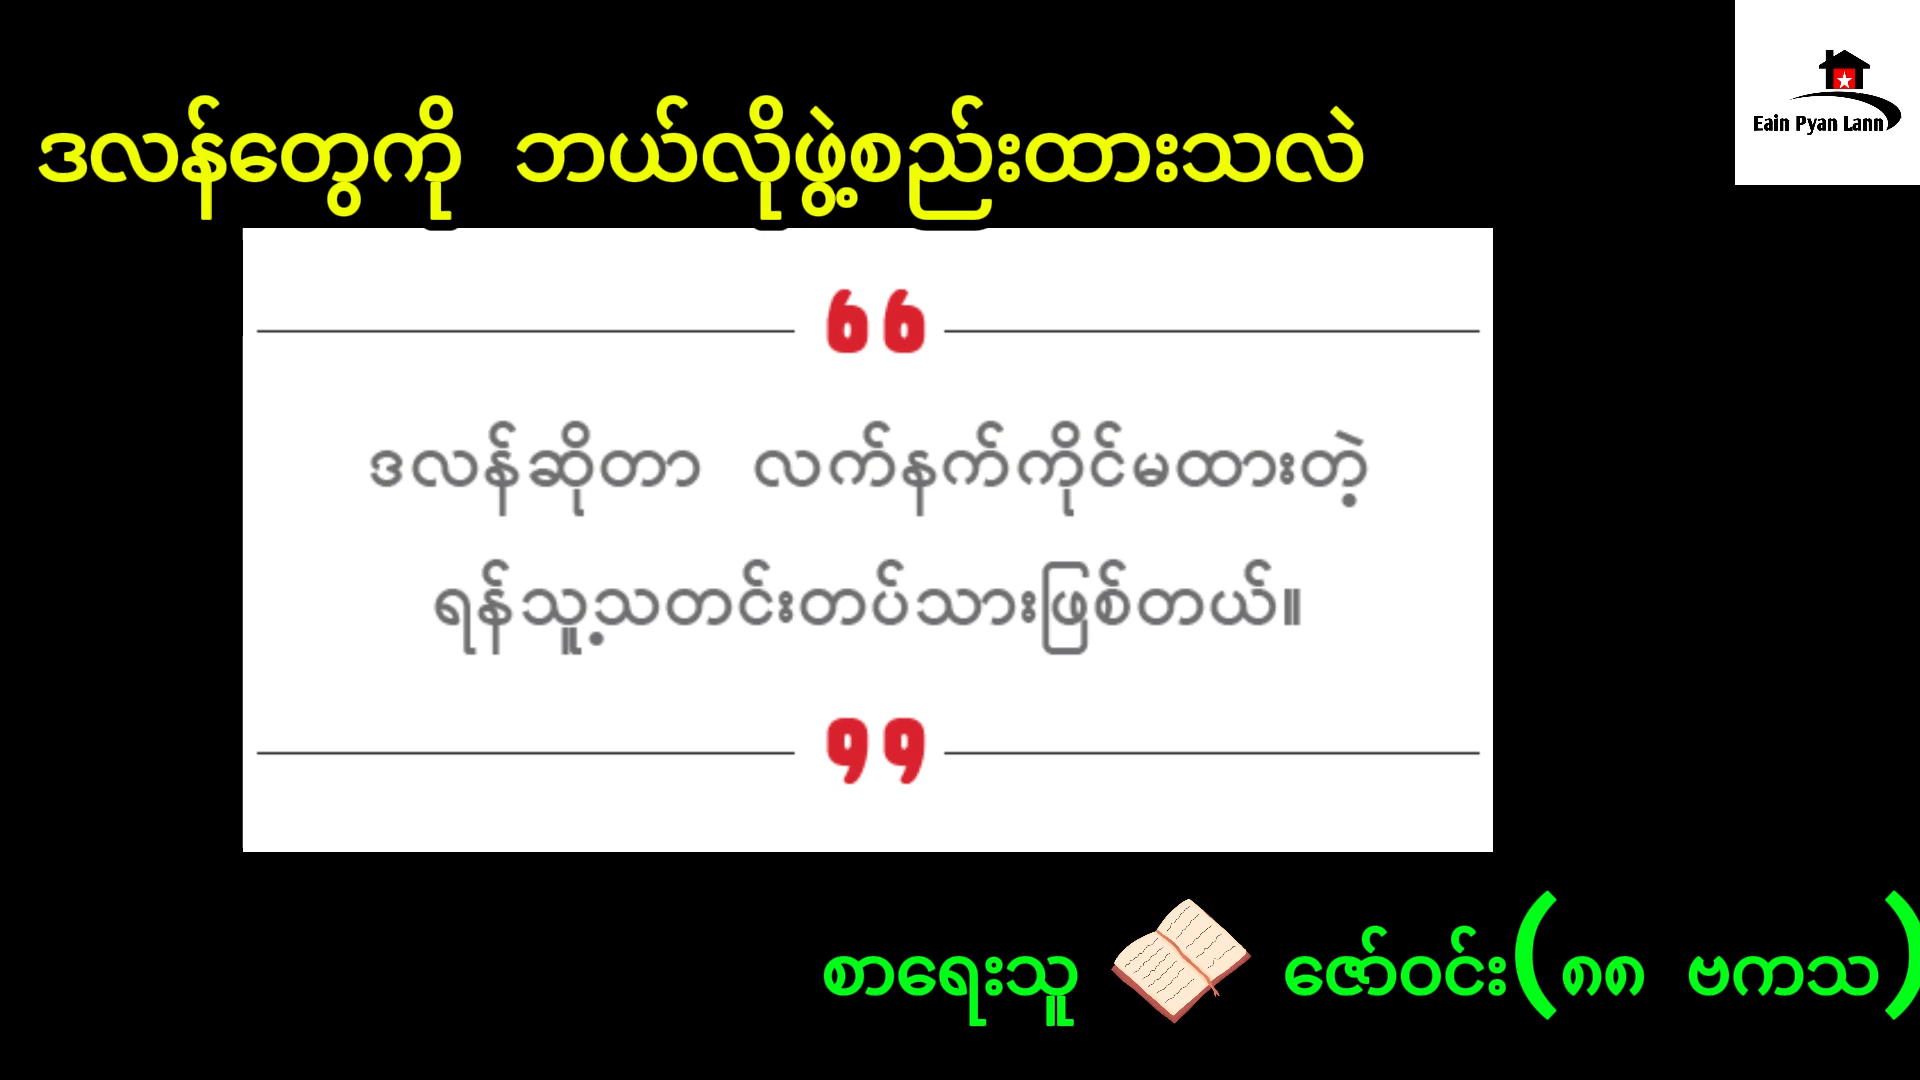 ဒလန်တွေကို ဘယ်လိုဖွဲ့စည်းထားသလဲ
Eain Pyan Lann
“
ဒလန်ဆိုတာ လက်နက်ကိုင်မထားတဲ့
ရန်သူ့သတင်းတပ်သားဖြစ်တယ်။
”
စာရေးသူ ဇော်ဝင်း(၈၈ ဗကသ)